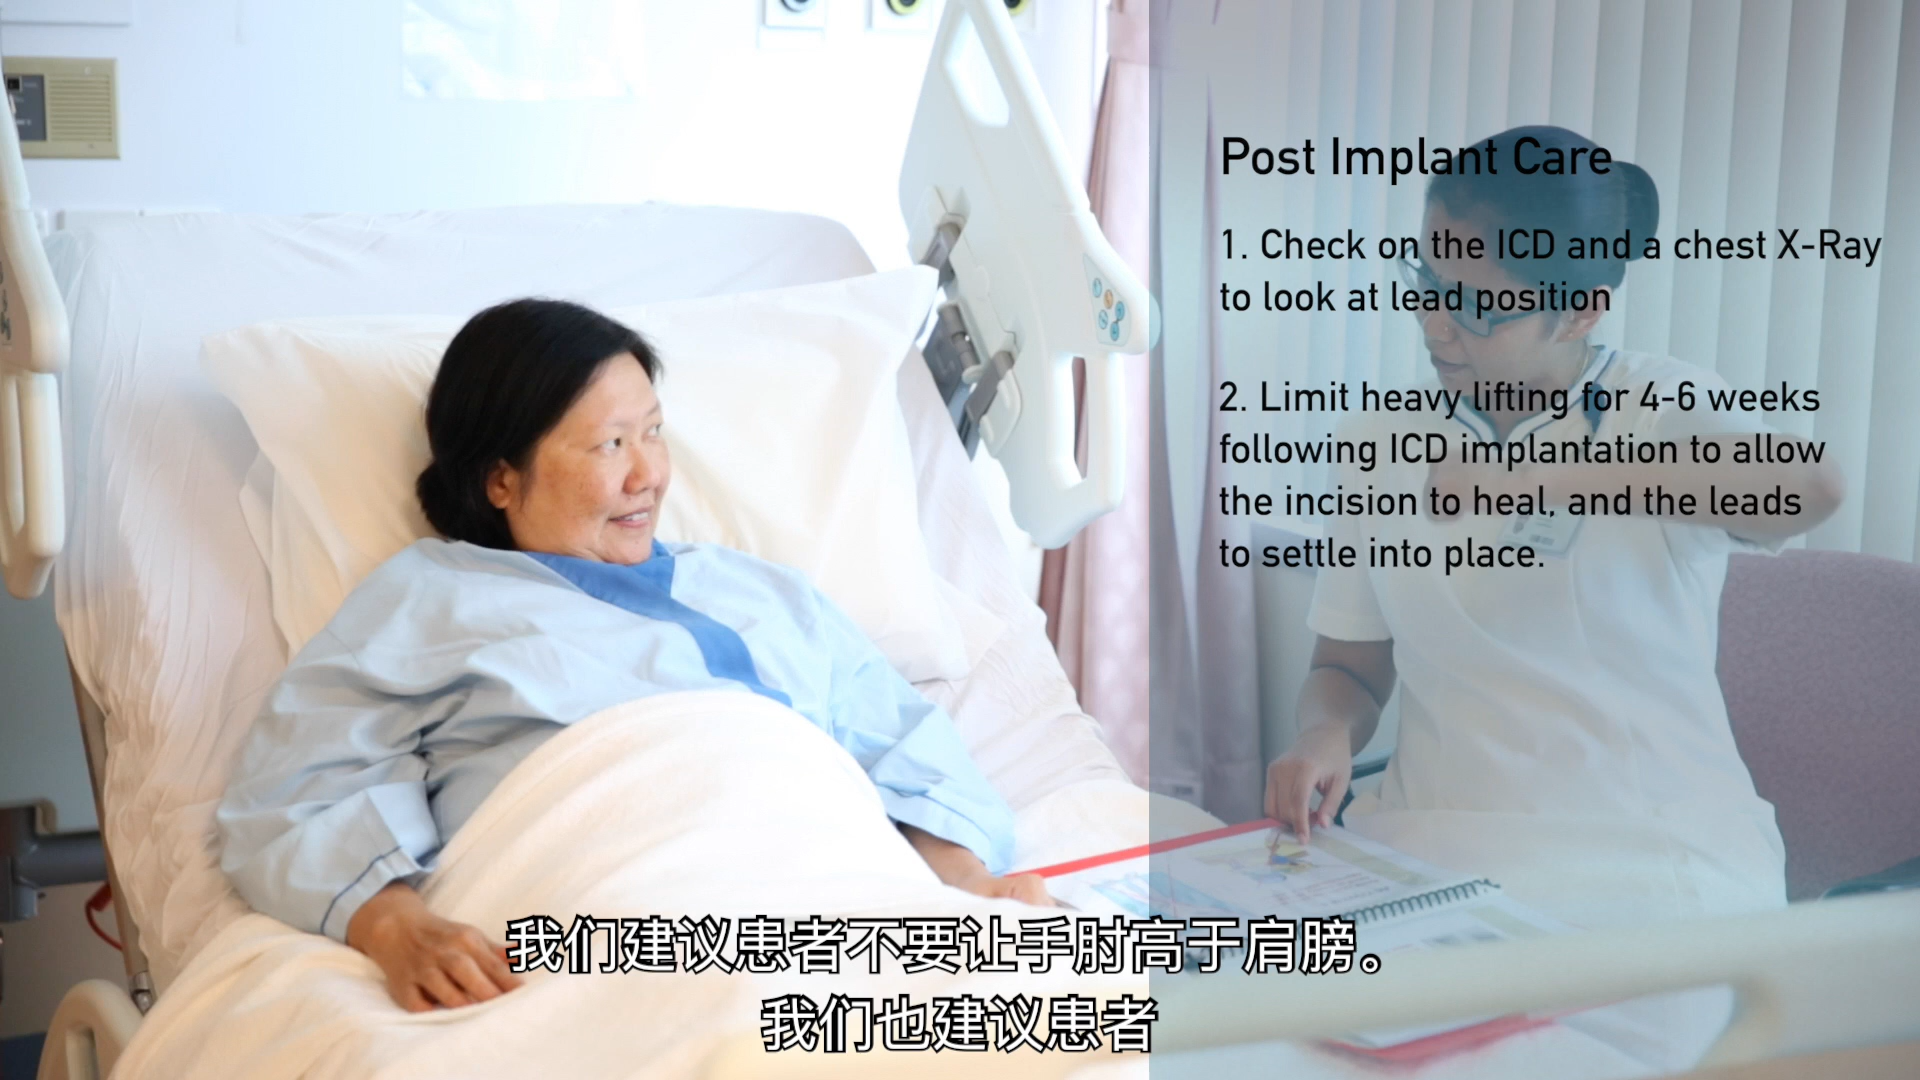 Post Implant Care
1. Check on the ICD and a chest X-Ray
to look at lead position
2. Limit heavy lifting for 4-6 weeks
following ICD implantation to allow
the incision to heal, and the leads
to settle into place.
我们建议患者不要让手肘高于肩膀。
我们也建议患者